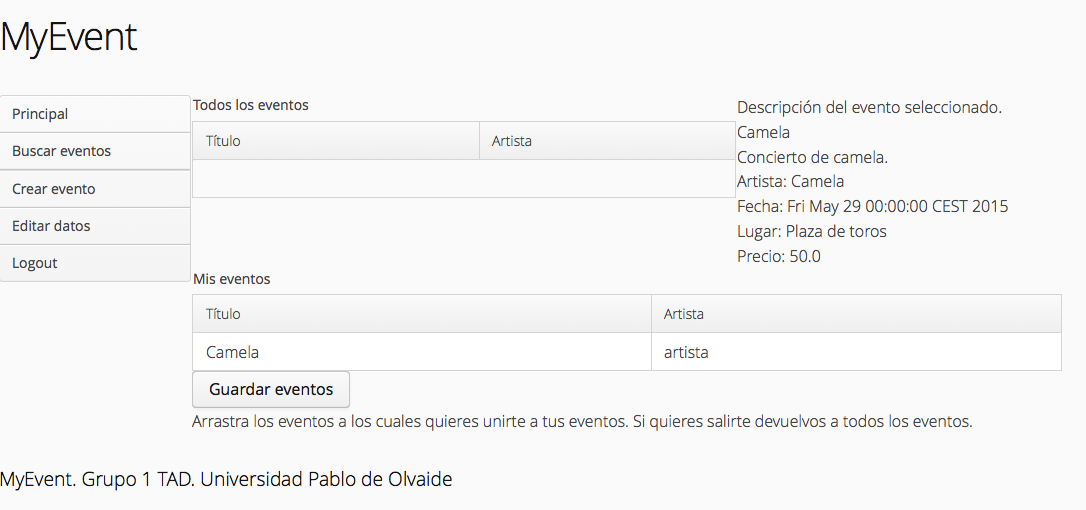 MyEvent
Principal
Buscar eventos
Crear evento
Editar datos
Logout
Todos los eventos
Título Artista
Descripción del evento seleccionado.
Camela
Concierto de camela.
Artista: Camela
Fecha: Fri May 29 00:00:00 CEST 2015
Lugar: Plaza de toros
Precio: 50.0
Mis eventos
Título Artista
Camela artista
Guardar eventos
Arrastra los eventos a los cuales quieres unirte a tus eventos. Si quieres salirte devuelvos a todos los eventos.
MyEvent. Grupo 1 TAD. Universidad Pablo de Olvaide